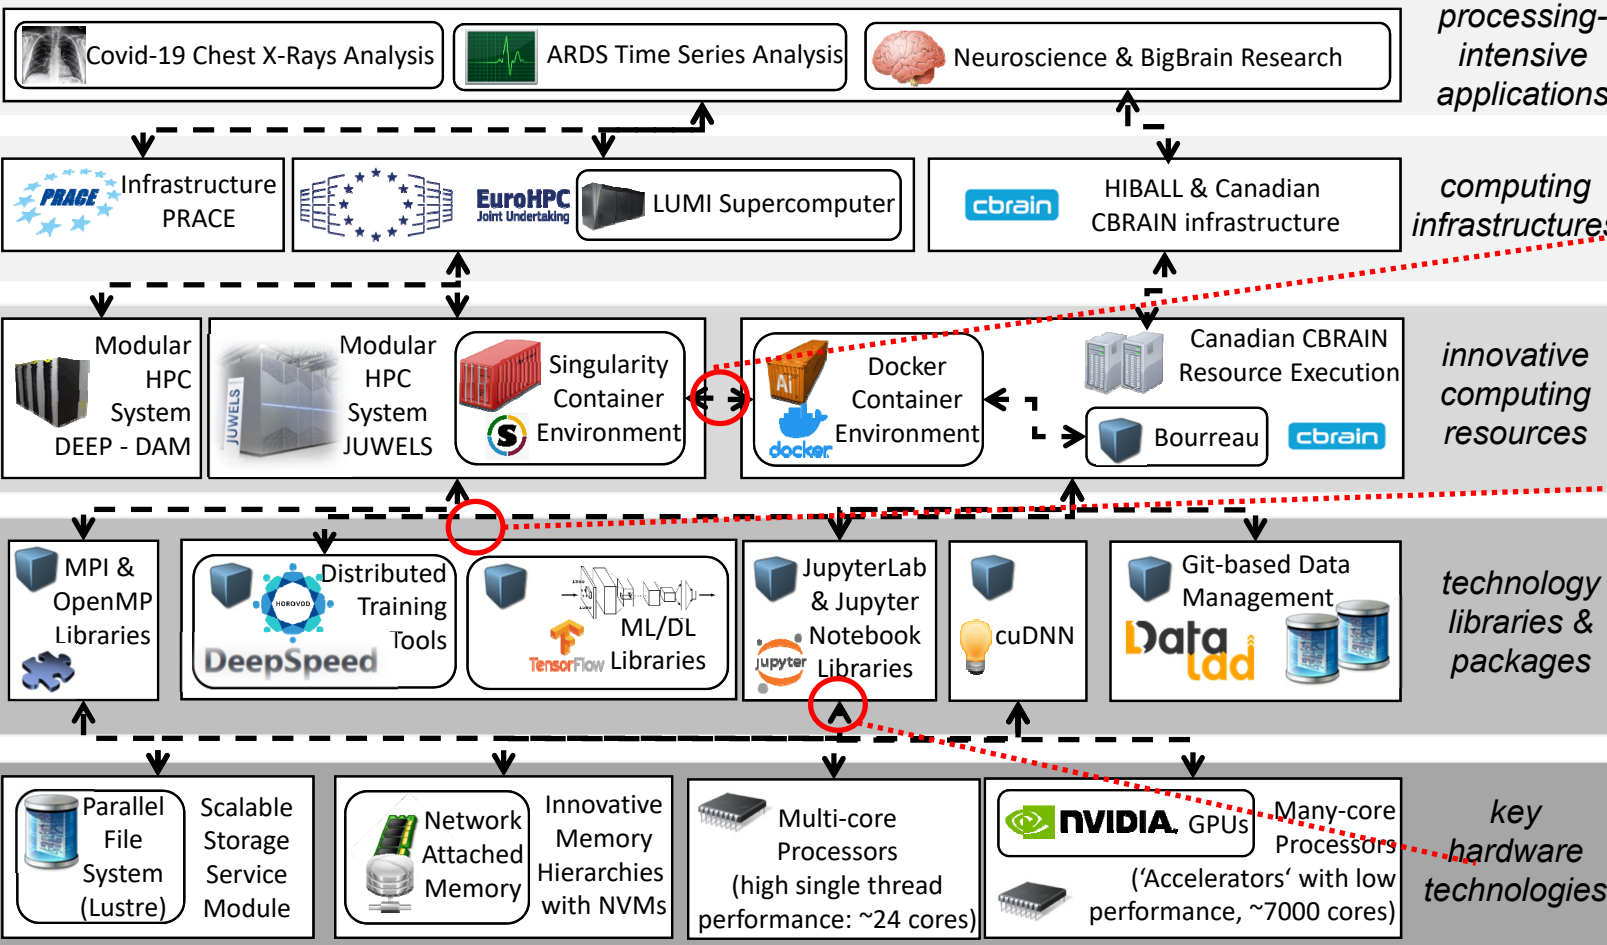 processing-
intensive
applications
Covid-19 Chest X-Rays Analysis
ARDS Time Series Analysis
Neuroscience & BigBrain Research
PRACE
Infrastructure
PRACE
EuroHPC
Joint Undertaking
LUMI Supercomputer
cbrain
HIBALL & Canadian
CBRAIN infrastructure
computing
infrastructures
Modular
HPC
System
DEEP - DAM
JUWELS
Modular
HPC
System
JUWELS
Singularity
Container
Environment
S
Ai
docker
Docker
Container
Environment
Canadian CBRAIN
Resource Execution
Bourreau
cbrain
innovative
computing
resources
MPI &
OpenMP
Libraries
HOROVOD
Distributed
Training
Tools
DeepSpeed
TensorFlow
ML/DL
Libraries
JupyterLab
& Jupyter
Notebook
Libraries
jupyter
cuDNN
Git-based Data
Management
Data
Lad
technology
libraries &
packages
Parallel
File
System
(Lustre)
Scalable
Storage
Service
Module
Network
Attached
Memory
Innovative
Memory
Hierarchies
with NVMs
Multi-core
Processors
(high single thread
performance: ~24 cores)
NVIDIA. GPUs
Many-core
Processors
(‘Accelerators‘ with low
performance, ~7000 cores)
key
hardware
technologies